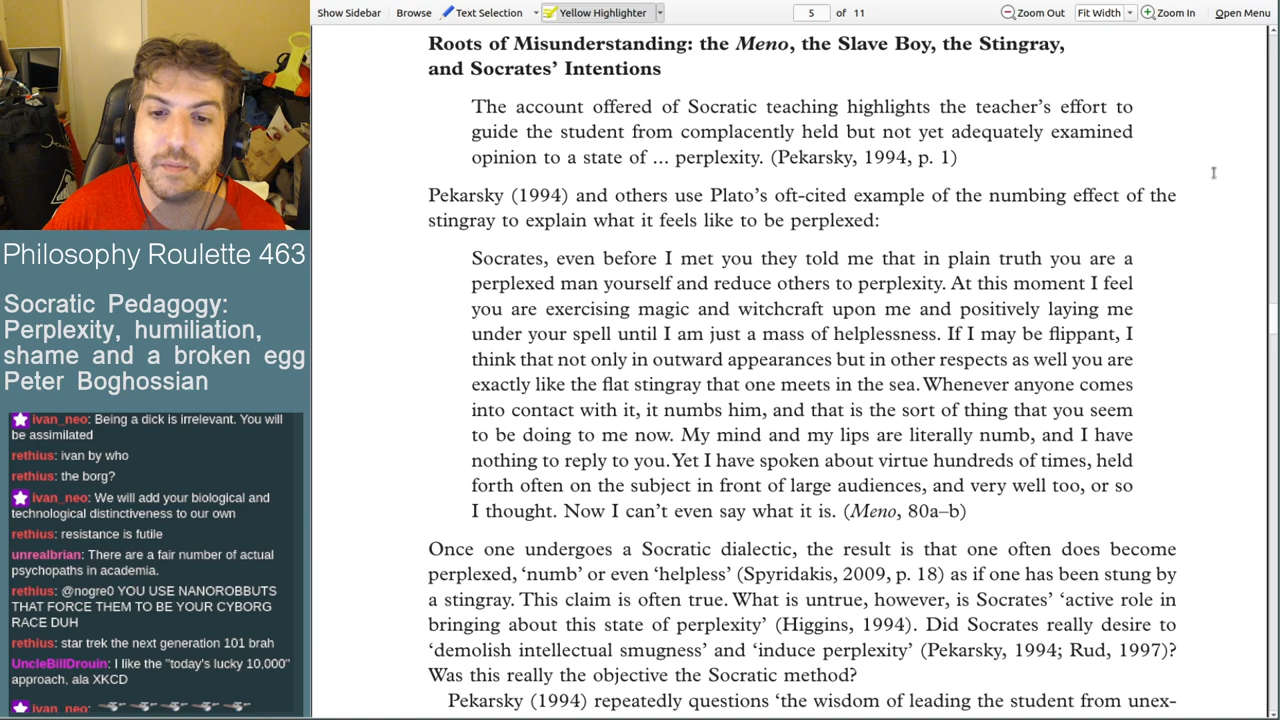 Show Sidebar Browse Text Selection Yellow Highlighter 5 of 11 Zoom Out Fit Width Zoom In Open Menu
Philosophy Roulette 463
Socratic Pedagogy:
Perplexity, humiliation,
shame and a broken egg
Peter Boghossian
ivan_neo: Being a dick is irrelevant. You will
be assimilated
rethius: ivan by who
rethius: the borg?
ivan_neo: We will add your biological and
technological distinctiveness to our own
rethius: resistance is futile
unrealbrian: There are a fair number of actual
psychopaths in academia.
rethius: @nogre0 YOU USE NANOROBBUTS
THAT FORCE THEM TO BE YOUR CYBORG
RACE DUH
rethius: star trek the next generation 101 brah
UncleBillDrouin: I like the "today's lucky 10,000"
approach, ala XKCD
ivan_neo:
Roots of Misunderstanding: the Meno, the Slave Boy, the Stingray,
and Socrates' Intentions
The account offered of Socratic teaching highlights the teacher's effort to
guide the student from complacently held but not yet adequately examined
opinion to a state of ... perplexity. (Pekarsky, 1994, p. 1)
Pekarsky (1994) and others use Plato's oft-cited example of the numbing effect of the
stingray to explain what it feels like to be perplexed:
Socrates, even before I met you they told me that in plain truth you are a
perplexed man yourself and reduce others to perplexity. At this moment I feel
you are exercising magic and witchcraft upon me and positively laying me
under your spell until I am just a mass of helplessness. If I may be flippant, I
think that not only in outward appearances but in other respects as well you are
exactly like the flat stingray that one meets in the sea. Whenever anyone comes
into contact with it, it numbs him, and that is the sort of thing that you seem
to be doing to me now. My mind and my lips are literally numb, and I have
nothing to reply to you. Yet I have spoken about virtue hundreds of times, held
forth often on the subject in front of large audiences, and very well too, or so
I thought. Now I can't even say what it is. (Meno, 80a–b)
Once one undergoes a Socratic dialectic, the result is that one often does become
perplexed, 'numb' or even 'helpless' (Spyridakis, 2009, p. 18) as if one has been stung by
a stingray. This claim is often true. What is untrue, however, is Socrates' 'active role in
bringing about this state of perplexity' (Higgins, 1994). Did Socrates really desire to
'demolish intellectual smugness' and 'induce perplexity' (Pekarsky, 1994; Rud, 1997)?
Was this really the objective the Socratic method?
Pekarsky (1994) repeatedly questions 'the wisdom of leading the student from unex-